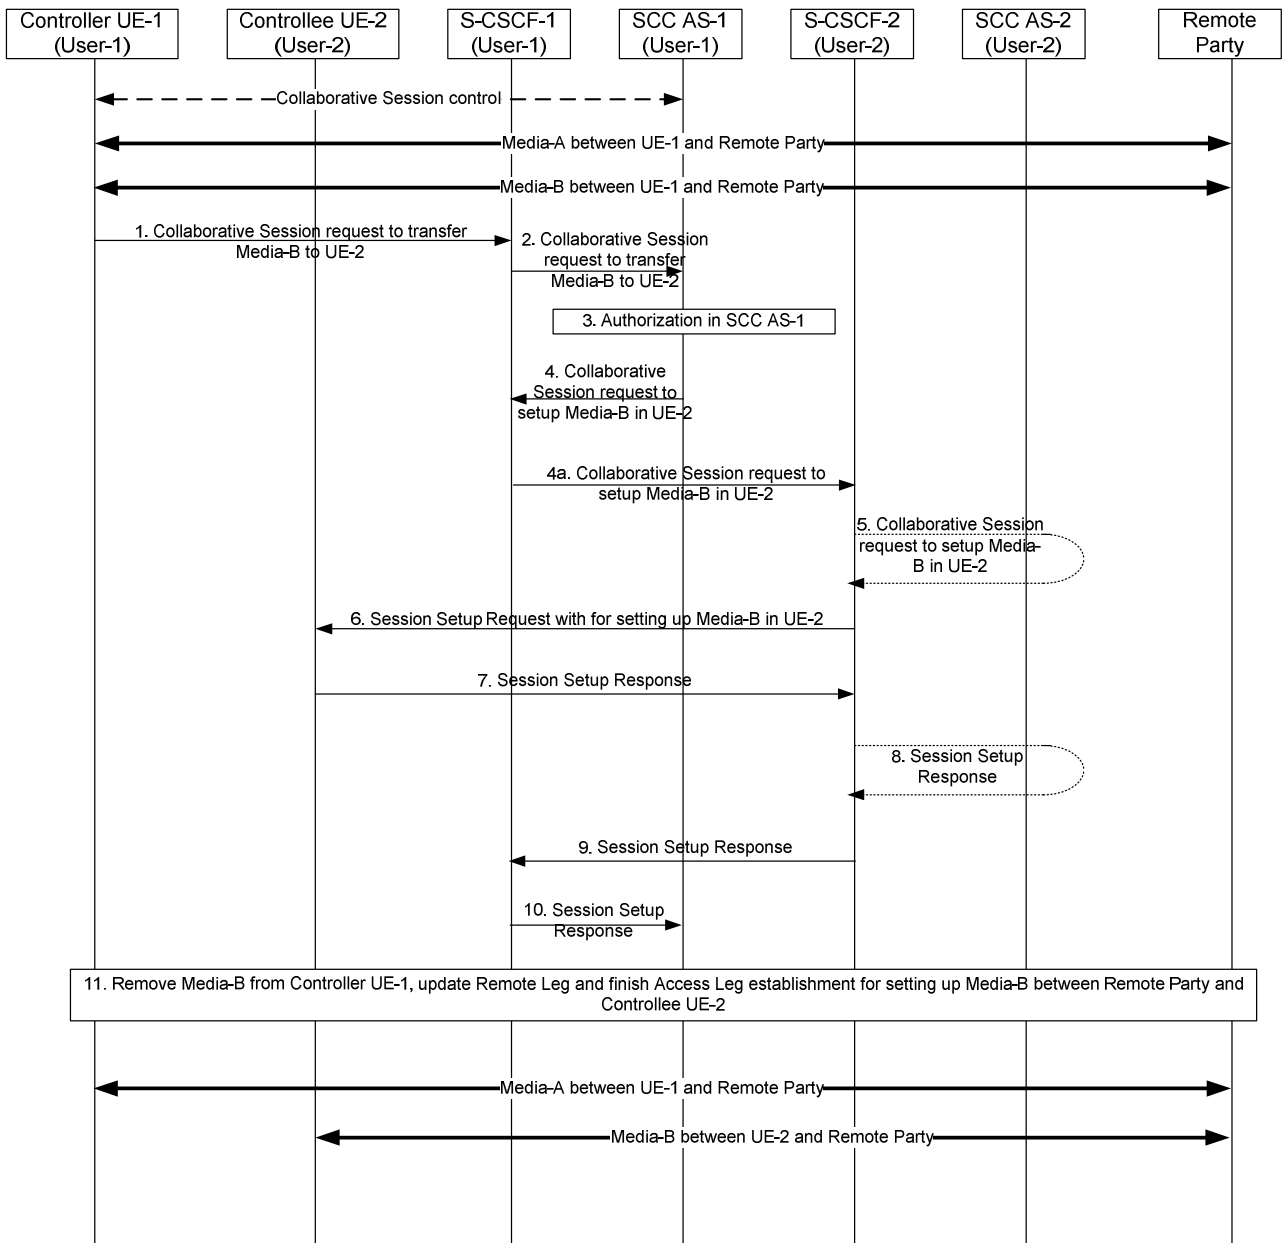 Controller UE-1
(User-1)
Controllee UE-2
(User-2)
S-CSCF-1
(User-1)
SCC AS-1
(User-1)
S-CSCF-2
(User-2)
SCC AS-2
(User-2)
Remote
Party
Collaborative Session control
Media-A between UE-1 and Remote Party
Media-B between UE-1 and Remote Party
1. Collaborative Session request to transfer
Media-B to UE-2
2. Collaborative Session
request to transfer
Media-B to UE-2
3. Authorization in SCC AS-1
4. Collaborative
Session request to
setup Media-B in UE-2
4a. Collaborative Session request to
setup Media-B in UE-2
5. Collaborative Session
request to setup Media-
B in UE-2
6. Session Setup Request with for setting up Media-B in UE-2
7. Session Setup Response
8. Session Setup
Response
9. Session Setup Response
10. Session Setup
Response
11. Remove Media-B from Controller UE-1, update Remote Leg and finish Access Leg establishment for setting up Media-B between Remote Party and
Controllee UE-2
Media-A between UE-1 and Remote Party
Media-B between UE-2 and Remote Party